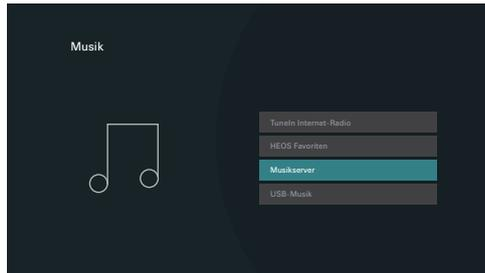 Musik
TuneIn Internet-Radio
HEOS Favoriten
Musikserver
USB-Musik